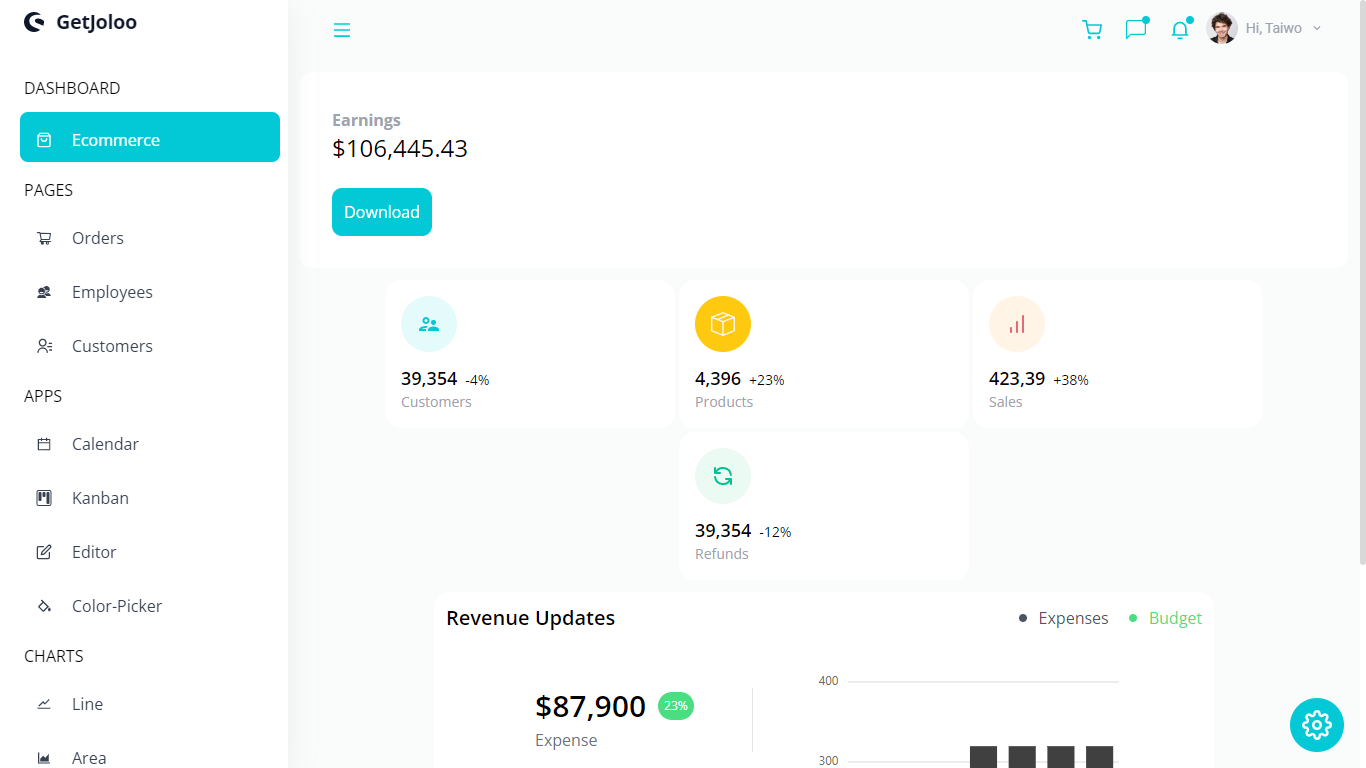 GetJoloo
DASHBOARD
Ecommerce
PAGES
Orders
Employees
Customers
APPS
Calendar
Kanban
Editor
Color-Picker
CHARTS
Line
Area
Hi, Taiwo
Earnings
$106,445.43
Download
39,354 -4%
Customers
4,396 +23%
Products
423,39 +38%
Sales
39,354 -12%
Refunds
Revenue Updates
Expenses
Budget
$87,900 23%
Expense
400
300